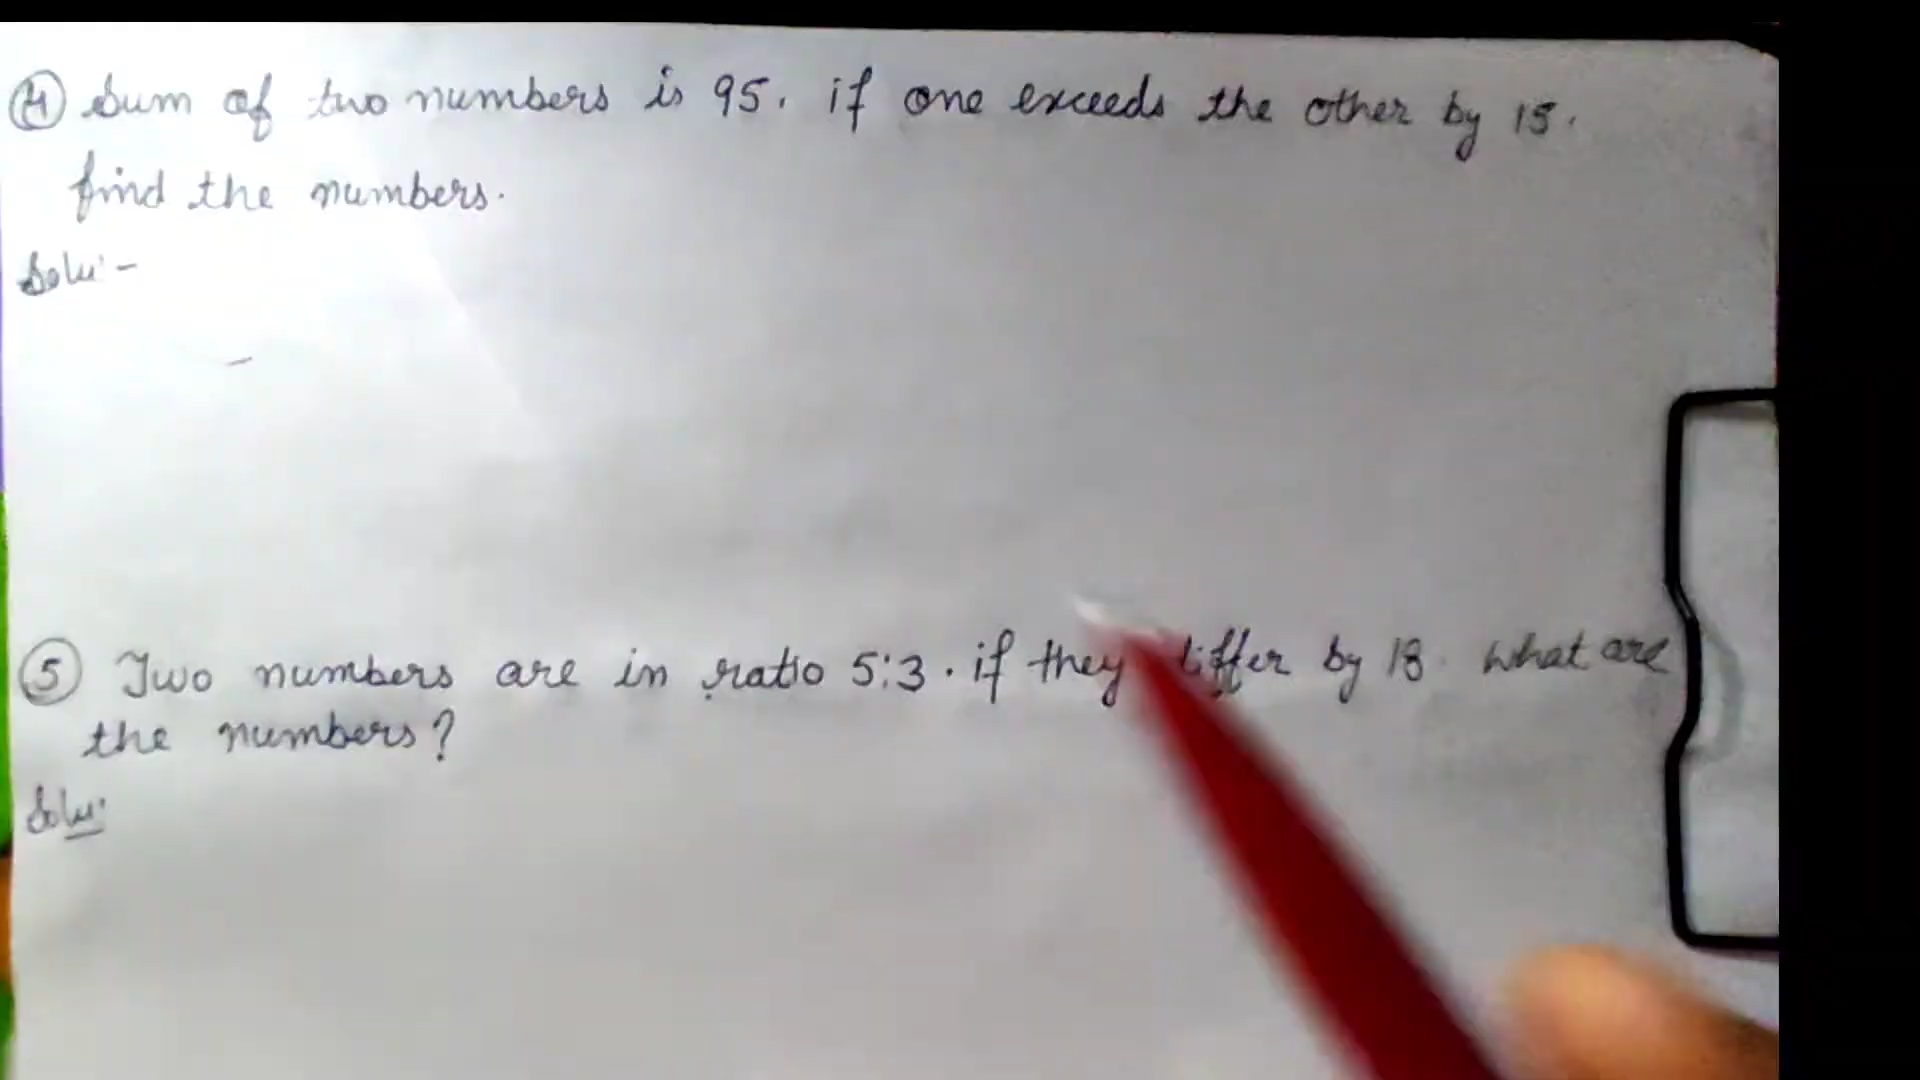 4 Sum of two numbers is 95. if one exceeds the other by 15.
find the numbers.
Solu:-
5 Two numbers are in ratio 5:3. if they differ by 18. what are
the numbers?
Solu: